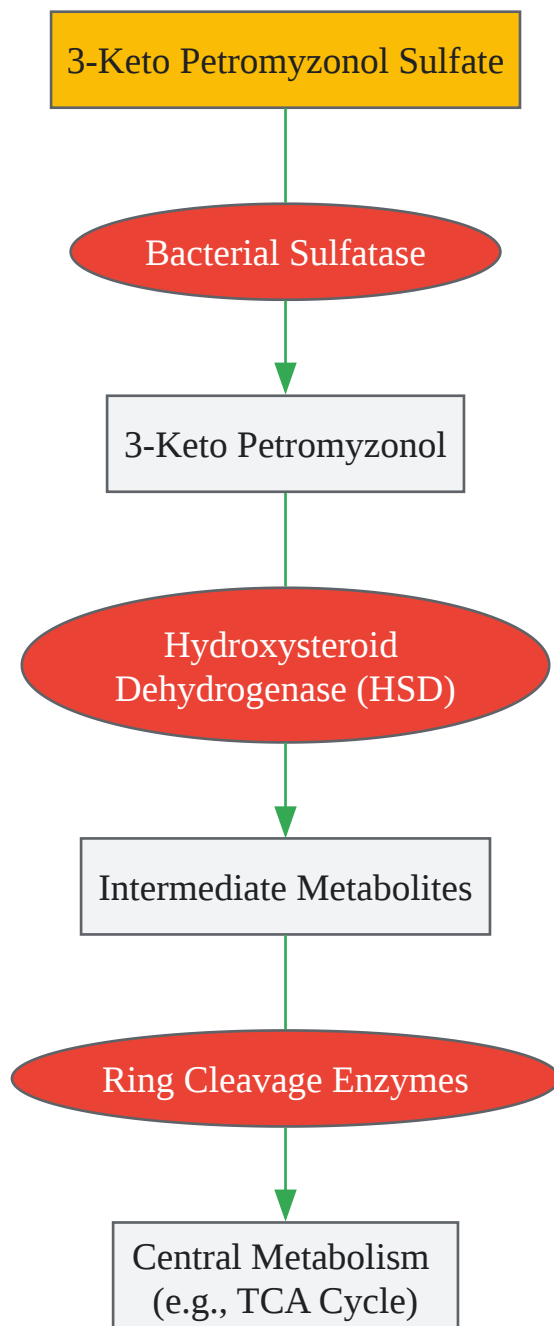 3-Keto Petromyzonol Sulfate
Bacterial Sulfatase
3-Keto Petromyzonol
Hydroxysteroid
Dehydrogenase (HSD)
Intermediate Metabolites
Ring Cleavage Enzymes
Central Metabolism
(e.g., TCA Cycle)